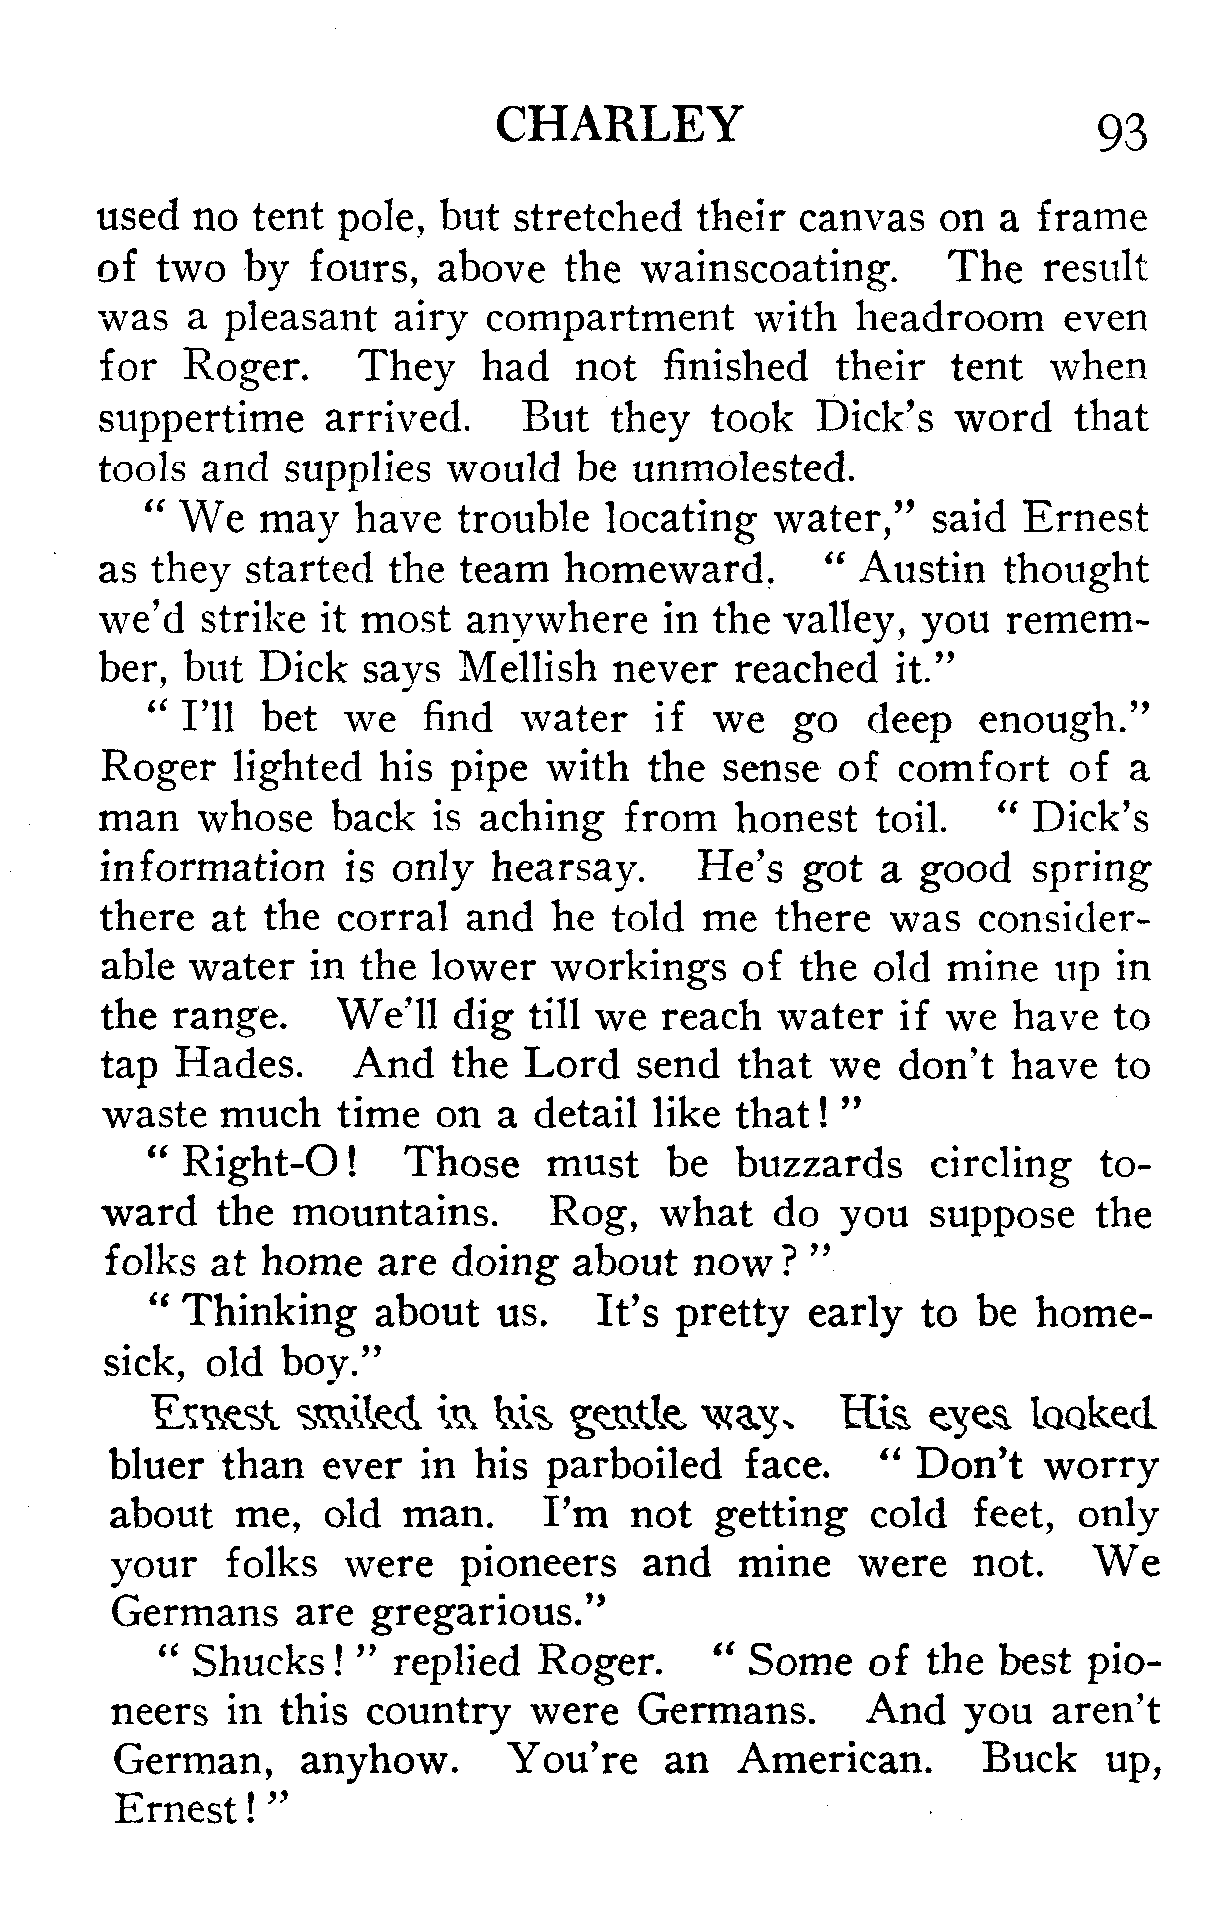 CHARLEY 93
used no tent pole, but stretched their canvas on a frame
of two by fours, above the wainscoating. The result
was a pleasant airy compartment with headroom even
for Roger. They had not finished their tent when
suppertime arrived. But they took Dick's word that
tools and supplies would be unmolested.
" We may have trouble locating water," said Ernest
as they started the team homeward. " Austin thought
we'd strike it most anywhere in the valley, you remem-
ber, but Dick says Mellish never reached it."
" I'll bet we find water if we go deep enough."
Roger lighted his pipe with the sense of comfort of a
man whose back is aching from honest toil. " Dick's
information is only hearsay. He's got a good spring
there at the corral and he told me there was consider-
able water in the lower workings of the old mine up in
the range. We'll dig till we reach water if we have to
tap Hades. And the Lord send that we don't have to
waste much time on a detail like that! "
" Right-O! Those must be buzzards circling to-
ward the mountains. Rog, what do you suppose the
folks at home are doing about now? "
" Thinking about us. It's pretty early to be home-
sick, old boy."
Ernest smiled in his gentle way. His eyes looked
bluer than ever in his parboiled face. " Don't worry
about me, old man. I'm not getting cold feet, only
your folks were pioneers and mine were not. We
Germans are gregarious."
" Shucks! " replied Roger. " Some of the best pio-
neers in this country were Germans. And you aren't
German, anyhow. You're an American. Buck up,
Ernest! "